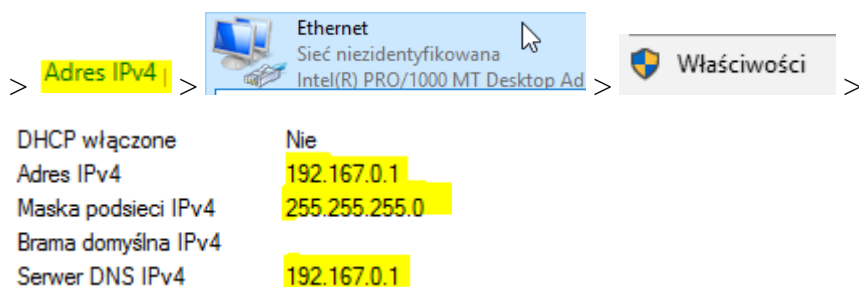 Ethernet
Sieć niezidentyfikowana
> Adres IPv4 > Intel(R) PRO/1000 MT Desktop Ad > Właściwości >
DHCP włączone Nie
Adres IPv4 192.167.0.1
Maska podsieci IPv4 255.255.255.0
Brama domyślna IPv4
Serwer DNS IPv4 192.167.0.1